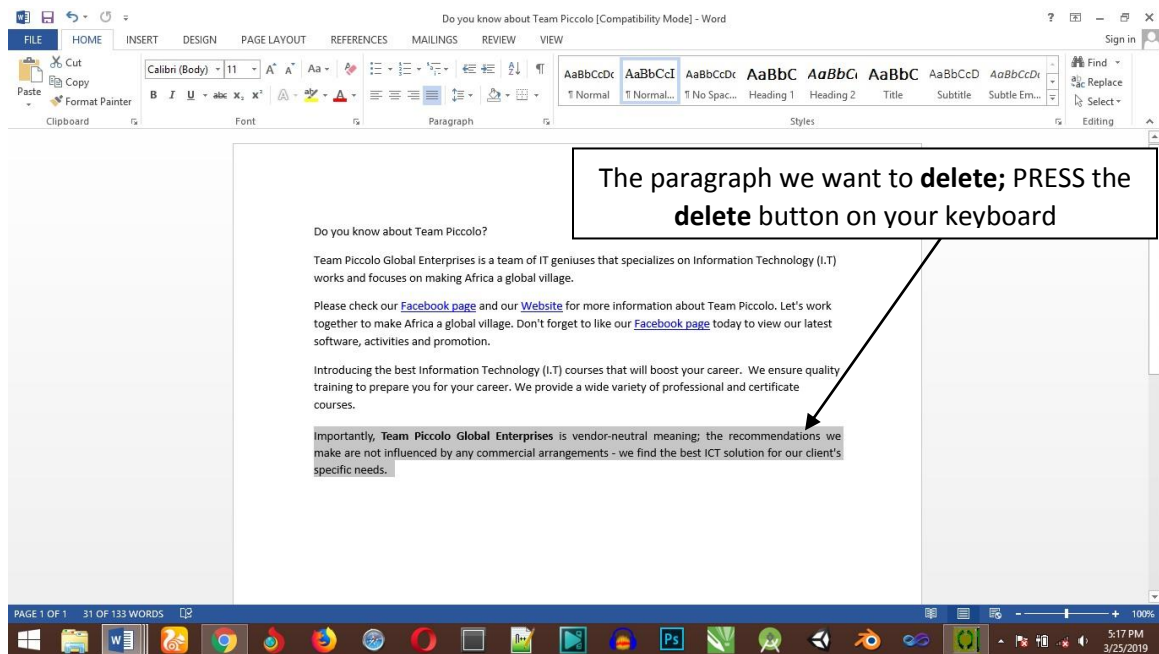 Do you know about Team Piccolo [Compatibility Mode] - Word
FILE HOME INSERT DESIGN PAGE LAYOUT REFERENCES MAILINGS REVIEW VIEW Sign in
Cut
Copy
Format Painter
Paste
Calibri (Body) 11
AaBbCcDc AaBbCcI AaBbCcDc AaBbC AaBbCc AaBbC AaBbCcD AaBbCcDc
¶ Normal ¶ Normal... ¶ No Spac... Heading 1 Heading 2 Title Subtitle Subtle Em...
Find
Replace
Select
Clipboard Font Paragraph Styles Editing
The paragraph we want to delete; PRESS the
delete button on your keyboard
Do you know about Team Piccolo?
Team Piccolo Global Enterprises is a team of IT geniuses that specializes on Information Technology (I.T)
works and focuses on making Africa a global village.
Please check our Facebook page and our Website for more information about Team Piccolo. Let's work
together to make Africa a global village. Don't forget to like our Facebook page today to view our latest
software, activities and promotion.
Introducing the best Information Technology (I.T) courses that will boost your career. We ensure quality
training to prepare you for your career. We provide a wide variety of professional and certificate
courses.
Importantly, Team Piccolo Global Enterprises is vendor-neutral meaning; the recommendations we
make are not influenced by any commercial arrangements - we find the best ICT solution for our client's
specific needs.
PAGE 1 OF 1 31 OF 133 WORDS 100%
5:17 PM
3/25/2019